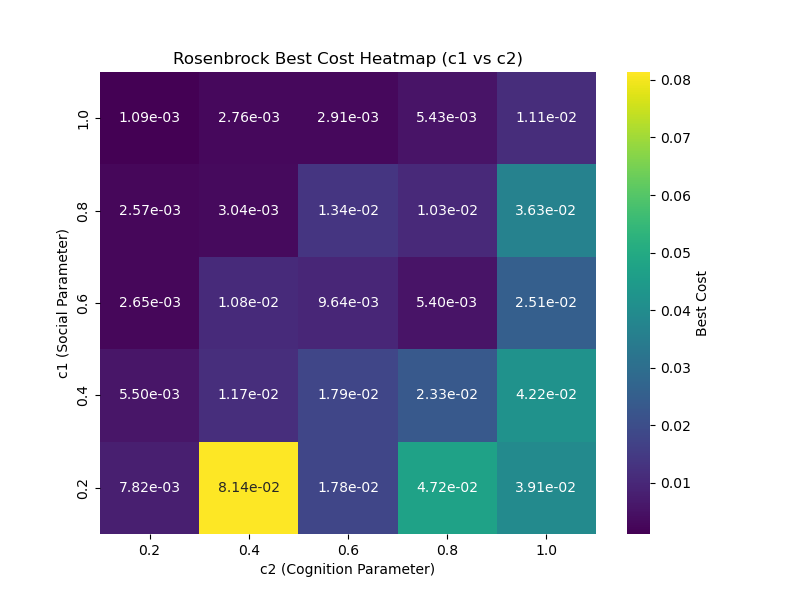 Rosenbrock Best Cost Heatmap (c1 vs c2)
1.0 1.09e-03 2.76e-03 2.91e-03 5.43e-03 1.11e-02
0.8 2.57e-03 3.04e-03 1.34e-02 1.03e-02 3.63e-02
0.6 2.65e-03 1.08e-02 9.64e-03 5.40e-03 2.51e-02
0.4 5.50e-03 1.17e-02 1.79e-02 2.33e-02 4.22e-02
0.2 7.82e-03 8.14e-02 1.78e-02 4.72e-02 3.91e-02
0.2 0.4 0.6 0.8 1.0
c2 (Cognition Parameter)
c1 (Social Parameter)
0.08
0.07
0.06
0.05
0.04
0.03
0.02
0.01
Best Cost